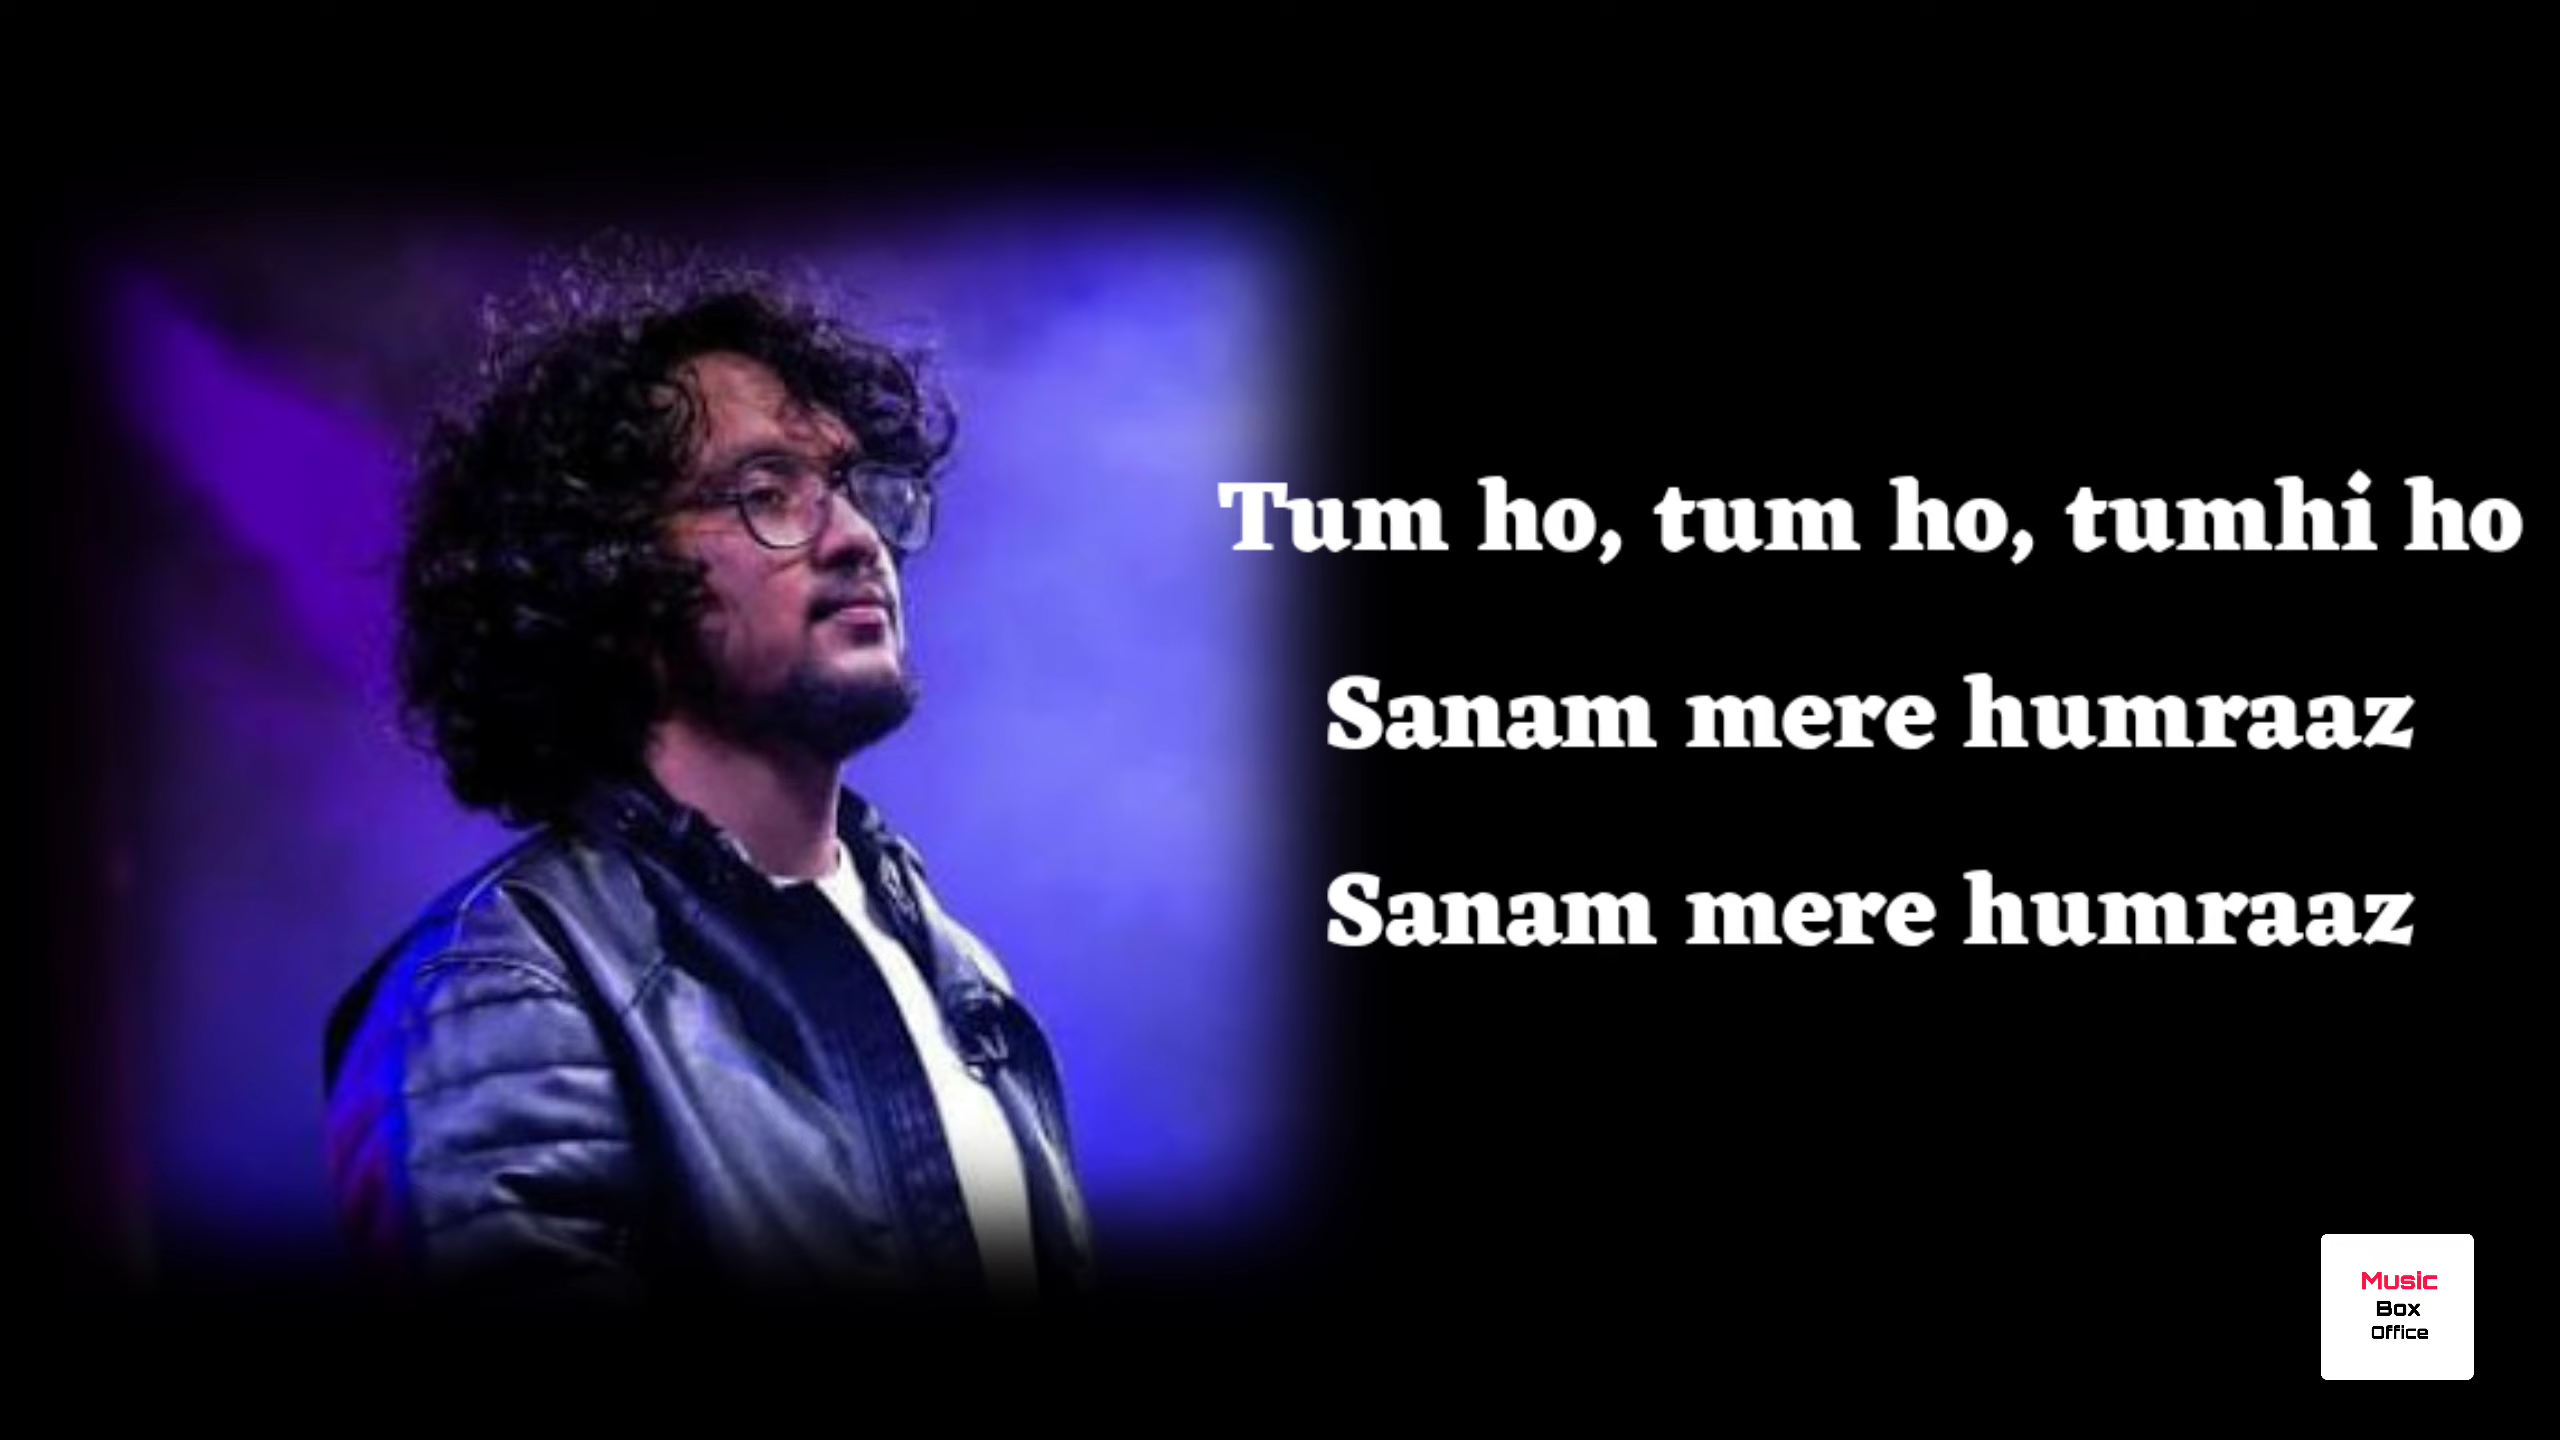 Tum ho, tum ho, tumhi ho
Sanam mere humraaz
Sanam mere humraaz
Music
Box
Office